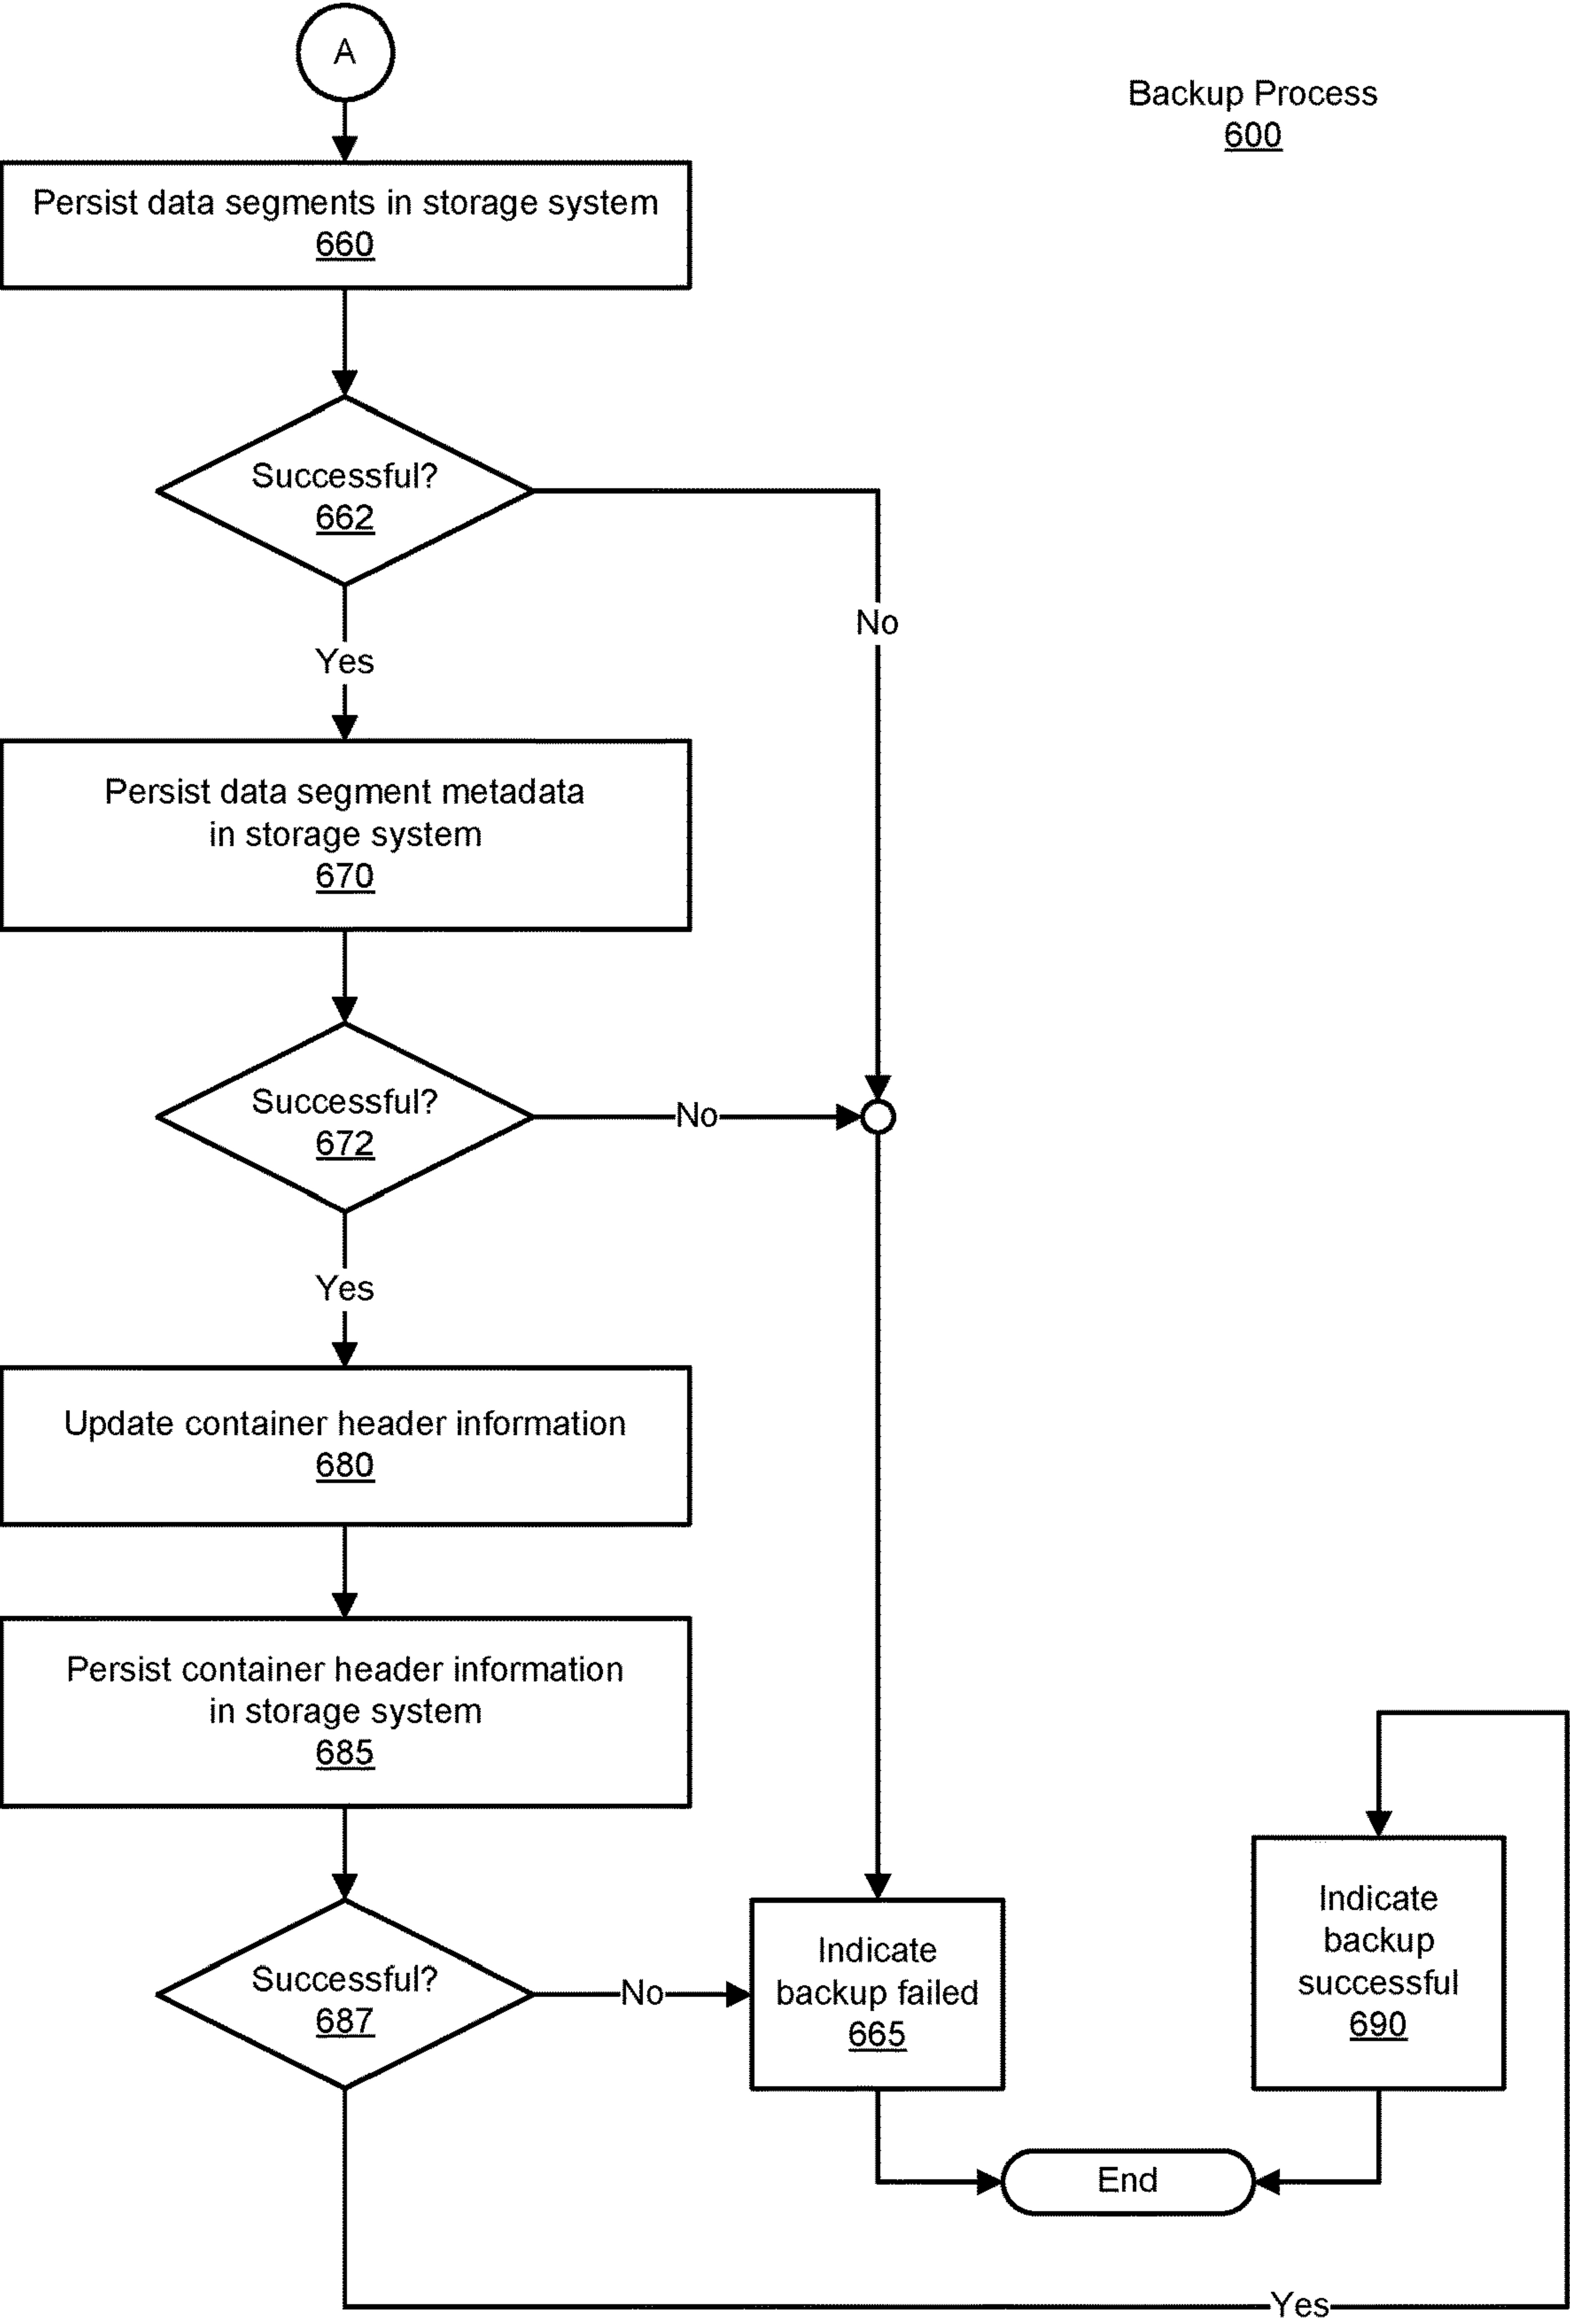 A
Backup Process
600
Persist data segments in storage system
660
Successful?
662
No
Yes
Persist data segment metadata
in storage system
670
Successful?
672
No
Yes
Update container header information
680
Persist container header information
in storage system
685
Successful?
687
No
Indicate
backup failed
665
Indicate
backup
successful
690
End
Yes